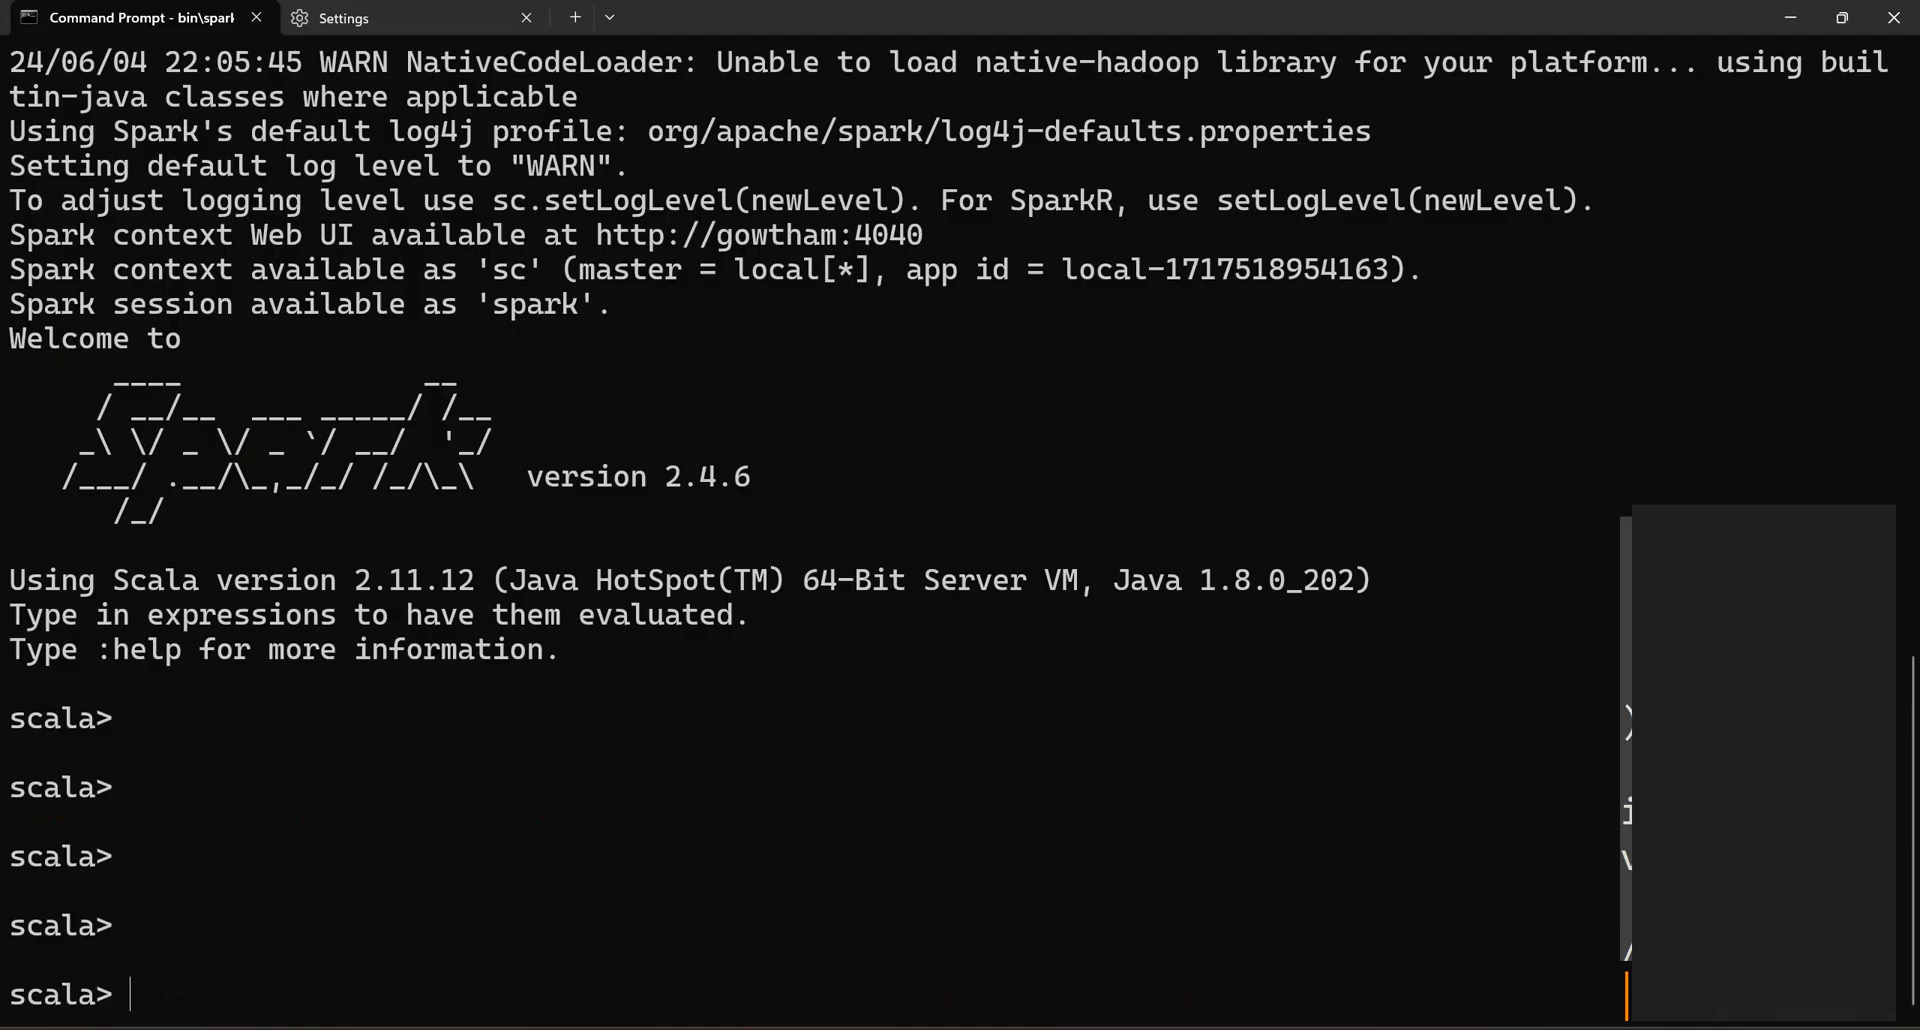 Command Prompt - bin\spark
Settings
24/06/04 22:05:45 WARN NativeCodeLoader: Unable to load native-hadoop library for your platform... using buil
tin-java classes where applicable
Using Spark's default log4j profile: org/apache/spark/log4j-defaults.properties
Setting default log level to "WARN".
To adjust logging level use sc.setLogLevel(newLevel). For SparkR, use setLogLevel(newLevel).
Spark context Web UI available at http://gowtham:4040
Spark context available as 'sc' (master = local[*], app id = local-1717518954163).
Spark session available as 'spark'.
Welcome to
      ____              __
     / __/__  ___ _____/ /__
    _\ \/ _ \/ _ `/ __/  '_/
   /___/ .__/\_,_/_/ /_/\_\   version 2.4.6
      /_/
Using Scala version 2.11.12 (Java HotSpot(TM) 64-Bit Server VM, Java 1.8.0_202)
Type in expressions to have them evaluated.
Type :help for more information.
scala>
scala>
scala>
scala>
scala>